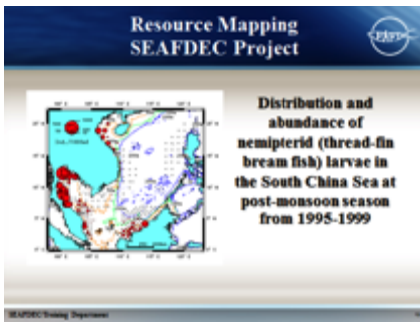 Resource Mapping
SEAFDEC Project
Distribution and
abundance of
nemipterid (thread-fin
bream fish) larvae in
the South China Sea at
post-monsoon season
from 1995-1999
SEAFDEC Training Department